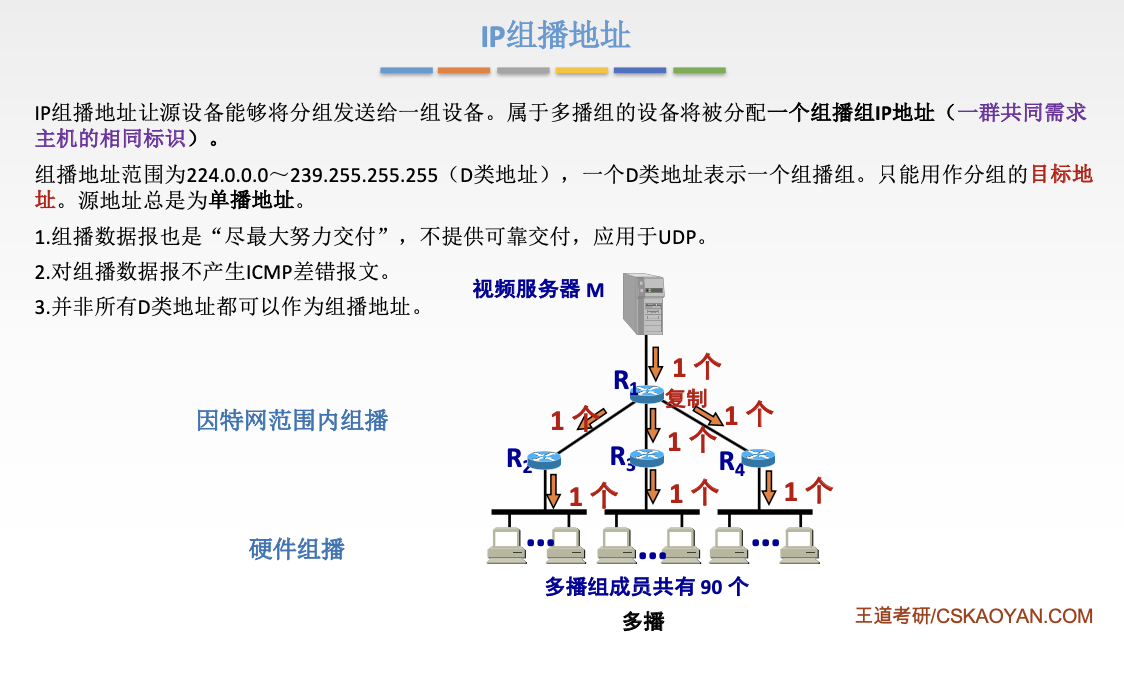 IP组播地址
IP组播地址让源设备能够将分组发送给一组设备。属于多播组的设备将被分配一个组播组IP地址（一群共同需求
主机的相同标识）。
组播地址范围为224.0.0.0～239.255.255.255（D类地址），一个D类地址表示一个组播组。只能用作分组的目标地
址。源地址总是为单播地址。
1.组播数据报也是“尽最大努力交付”，不提供可靠交付，应用于UDP。
2.对组播数据报不产生ICMP差错报文。
3.并非所有D类地址都可以作为组播地址。
视频服务器 M
1 个
R1
复制
因特网范围内组播
1 个
1 个
1 个
R2
R3
R4
1 个
1 个
1 个
硬件组播
...
...
...
多播组成员共有 90 个
多播
王道考研/CSKAOYAN.COM